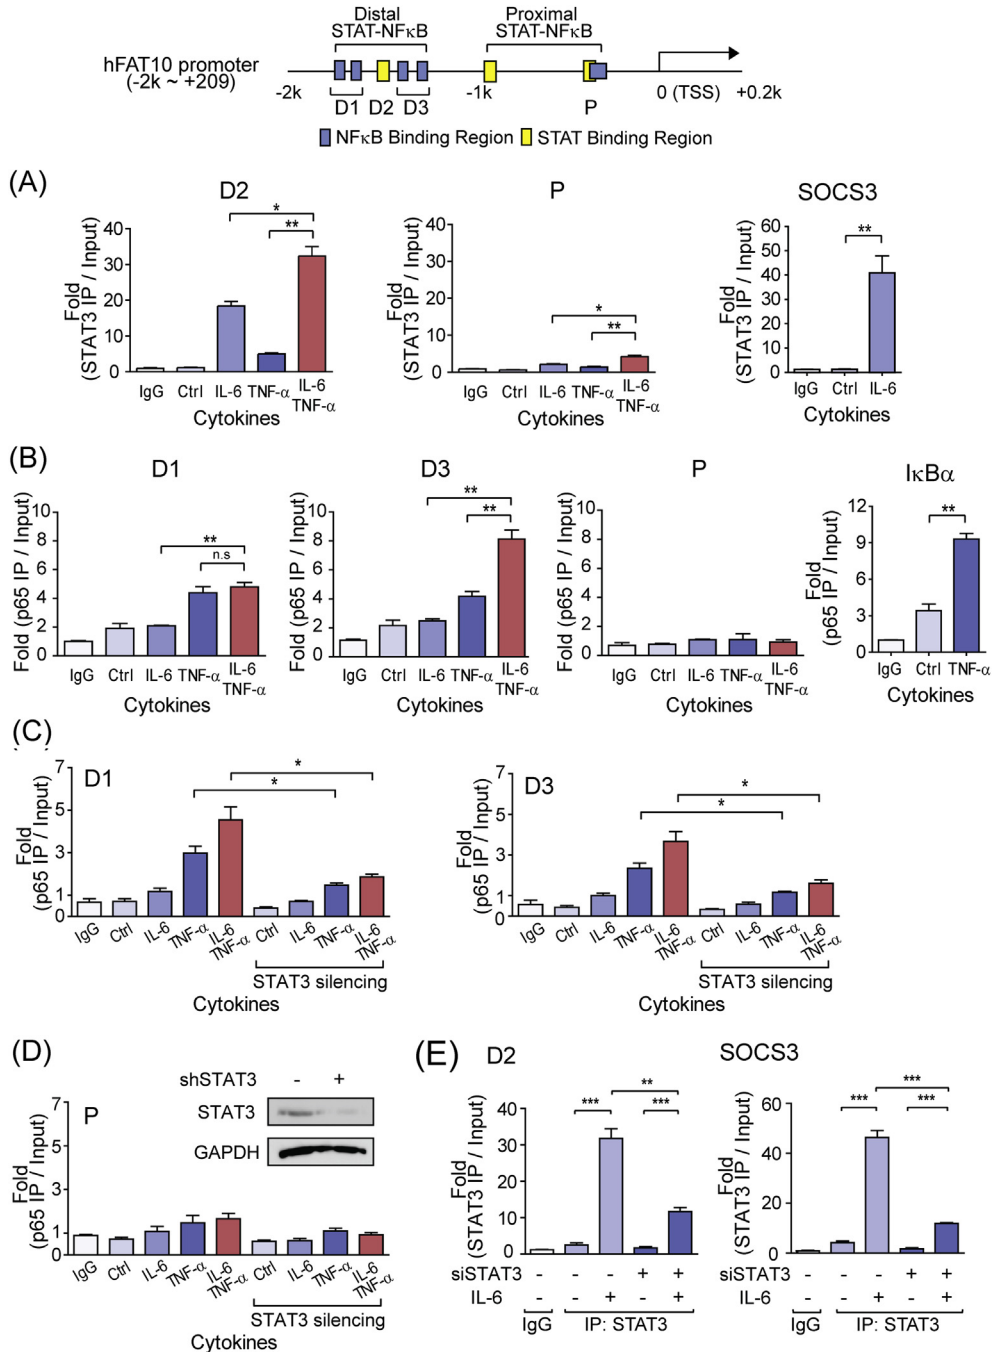 Distal
STAT-NFκB
Proximal
STAT-NFκB
hFAT10 promoter
(-2k ~ +209)
-2k
D1
D2
D3
-1k
P
0 (TSS)
+0.2k
NFκB Binding Region
STAT Binding Region
(A)
D2
Fold
(STAT3 IP / Input)
40
30
20
10
0
*
**
IgG Ctrl IL-6 TNF-α IL-6
TNF-α
Cytokines
P
Fold
(STAT3 IP / Input)
40
30
20
10
0
*
**
IgG Ctrl IL-6 TNF-α IL-6
TNF-α
Cytokines
SOCS3
Fold
(STAT3 IP / Input)
60
50
40
30
20
10
0
**
IgG Ctrl IL-6
Cytokines
(B)
D1
Fold (p65 IP / Input)
10
8
6
4
2
0
**
n.s
IgG Ctrl IL-6 TNF-α IL-6
TNF-α
Cytokines
D3
Fold (p65 IP / Input)
10
8
6
4
2
0
**
**
IgG Ctrl IL-6 TNF-α IL-6
TNF-α
Cytokines
P
Fold (p65 IP / Input)
10
8
6
4
2
0
IgG Ctrl IL-6 TNF-α IL-6
TNF-α
Cytokines
IκBα
Fold
(p65 IP / Input)
12
9
6
3
0
**
IgG Ctrl TNF-α
Cytokines
(C)
D1
Fold
(p65 IP / Input)
7
5
3
1
0
*
*
IgG Ctrl IL-6 TNF-α IL-6
TNF-α
Ctrl IL-6 TNF-α IL-6
TNF-α
STAT3 silencing
Cytokines
D3
Fold
(p65 IP / Input)
7
5
3
1
0
*
*
IgG Ctrl IL-6 TNF-α IL-6
TNF-α
Ctrl IL-6 TNF-α IL-6
TNF-α
STAT3 silencing
Cytokines
(D)
P
shSTAT3 - +
STAT3
GAPDH
Fold
(p65 IP / Input)
7
5
3
1
0
IgG Ctrl IL-6 TNF-α IL-6
TNF-α
Ctrl IL-6 TNF-α IL-6
TNF-α
STAT3 silencing
Cytokines
(E)
D2
Fold
(STAT3 IP / Input)
40
30
20
10
0
**
*** ***
siSTAT3 - - - + +
IL-6 - - + - +
IgG IP: STAT3
SOCS3
Fold
(STAT3 IP / Input)
60
40
20
0
***
*** ***
siSTAT3 - - - + +
IL-6 - - + - +
IgG IP: STAT3